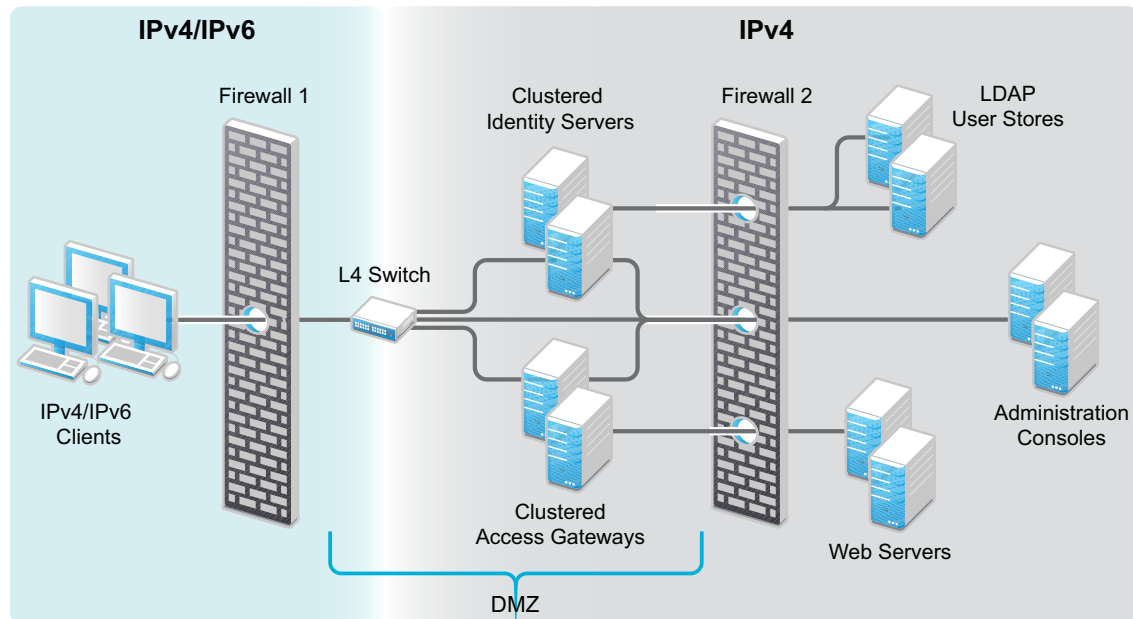 IPv4/IPv6
IPv4
Firewall 1
Clustered
Identity Servers
Firewall 2
LDAP
User Stores
L4 Switch
IPv4/IPv6
Clients
Administration
Consoles
Clustered
Access Gateways
Web Servers
DMZ